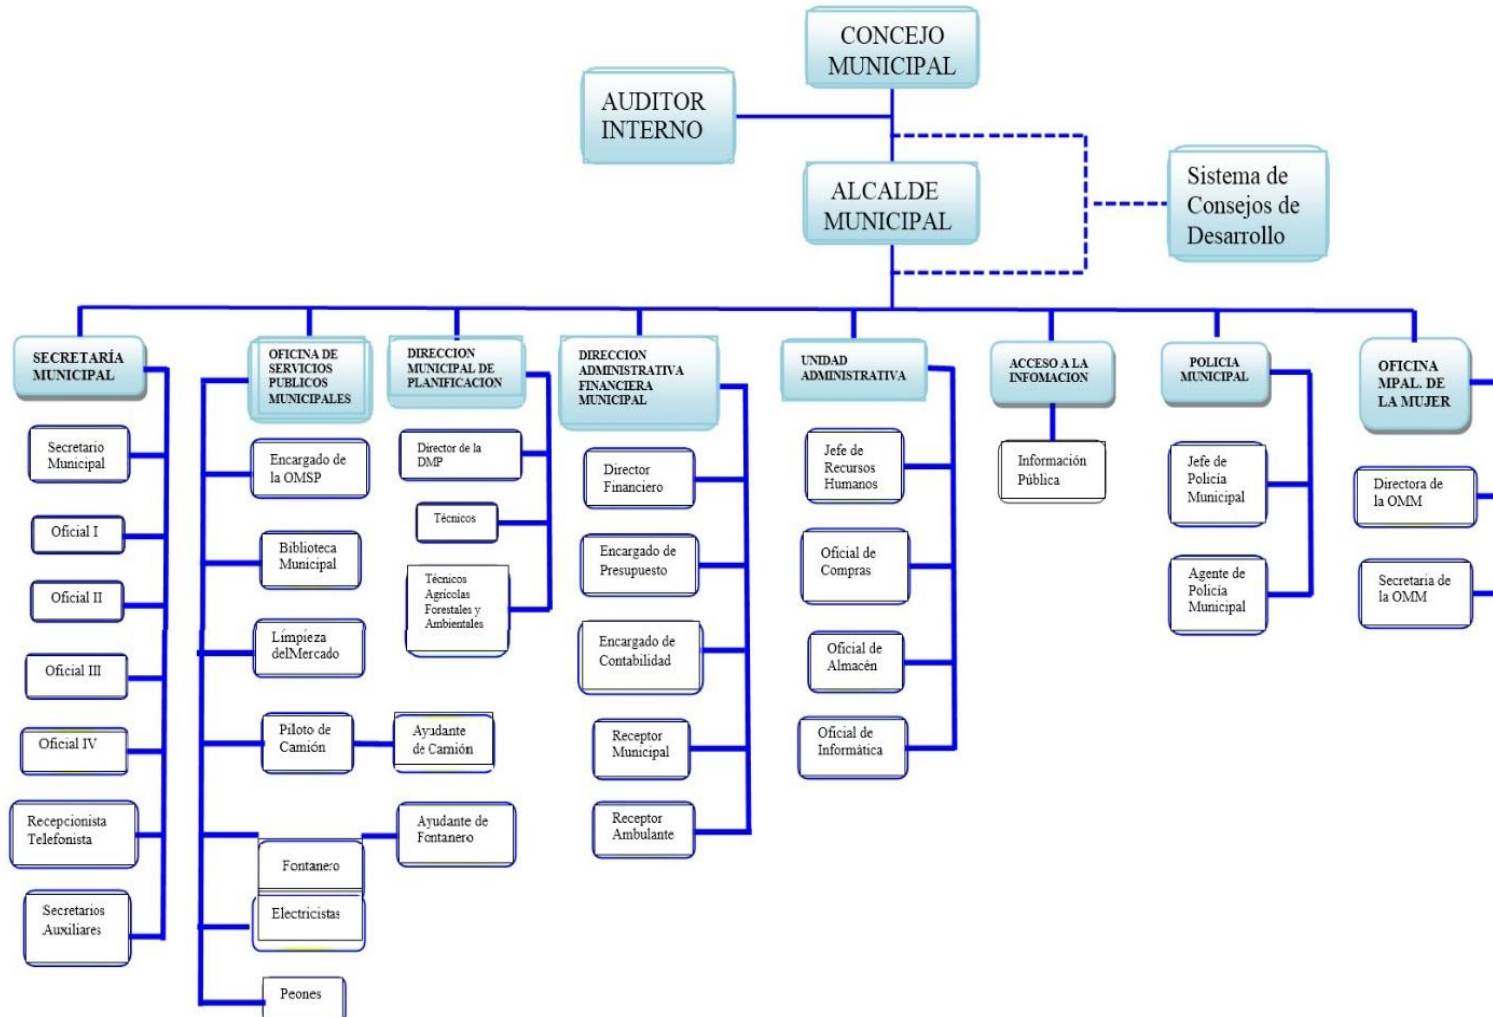 CONCEJO
MUNICIPAL
AUDITOR
INTERNO
ALCALDE
MUNICIPAL
Sistema de
Consejos de
Desarrollo
SECRETARÍA
MUNICIPAL
Secretario
Municipal
Oficial I
Oficial II
Oficial III
Oficial IV
Recepcionista
Telefonista
Secretarios
Auxiliares
OFICINA DE
SERVICIOS
PUBLICOS
MUNICIPALES
Encargado de
la OMSP
Biblioteca
Municipal
Limpieza
delMercado
Piloto de
Camión
Ayudante
de Camión
Fontanero
Ayudante de
Fontanero
Electricistas
Peones
DIRECCION
MUNICIPAL DE
PLANIFICACION
Director de la
DMP
Técnicos
Técnicos
Agrícolas
Forestales y
Ambientales
DIRECCION
ADMINISTRATIVA
FINANCIERA
MUNICIPAL
Director
Financiero
Encargado de
Presupuesto
Encargado de
Contabilidad
Receptor
Municipal
Receptor
Ambulante
UNIDAD
ADMINISTRATIVA
Jefe de
Recursos
Humanos
Oficial de
Compras
Oficial de
Almacén
Oficial de
Informática
ACCESO A LA
INFOMACION
Información
Pública
POLICIA
MUNICIPAL
Jefe de
Policía
Municipal
Agente de
Policía
Municipal
OFICINA
MPAL. DE
LA MUJER
Directora de
la OMM
Secretaria de
la OMM